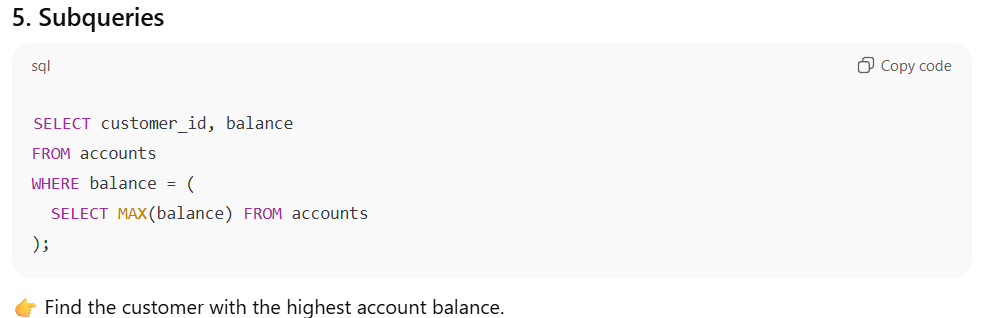 5. Subqueries
sql
Copy code
SELECT customer_id, balance
FROM accounts
WHERE balance = (
  SELECT MAX(balance) FROM accounts
);
👉 Find the customer with the highest account balance.